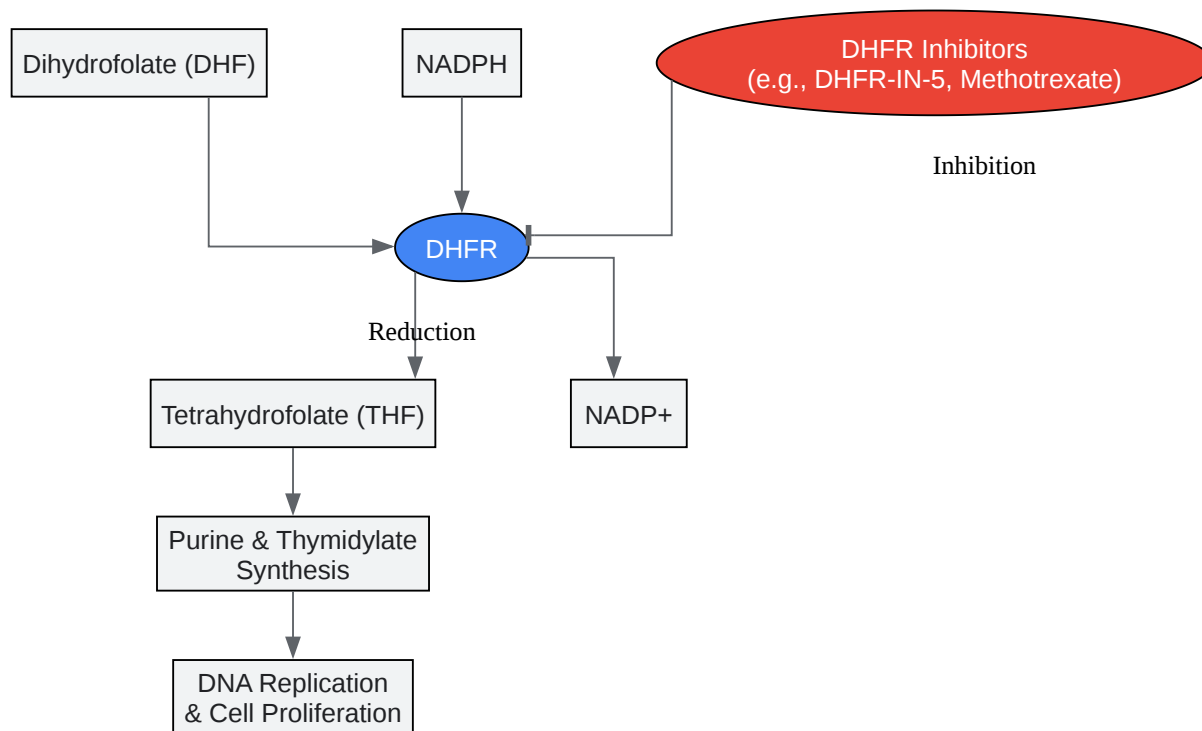 Dihydrofolate (DHF)
NADPH
DHFR Inhibitors
(e.g., DHFR-IN-5, Methotrexate)
Inhibition
DHFR
Reduction
Tetrahydrofolate (THF)
NADP+
Purine & Thymidylate
Synthesis
DNA Replication
& Cell Proliferation